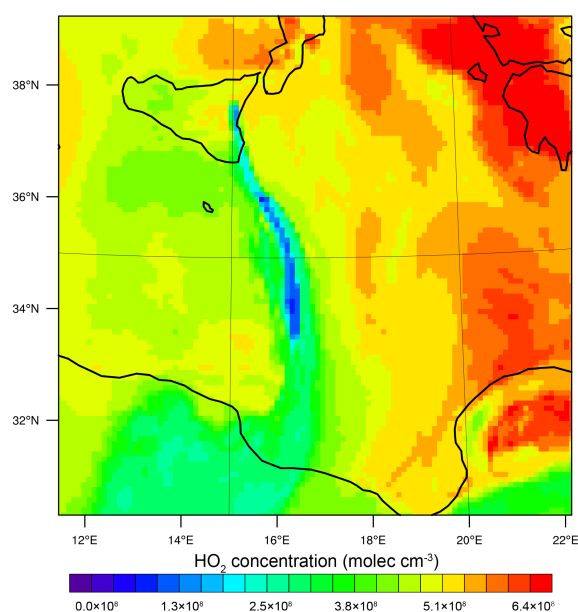 38°N
36°N
34°N
32°N
12°E 14°E 16°E 18°E 20°E 22°E
HO₂ concentration (molec cm⁻³)
0.0×10⁸ 1.3×10⁸ 2.5×10⁸ 3.8×10⁸ 5.1×10⁸ 6.4×10⁸